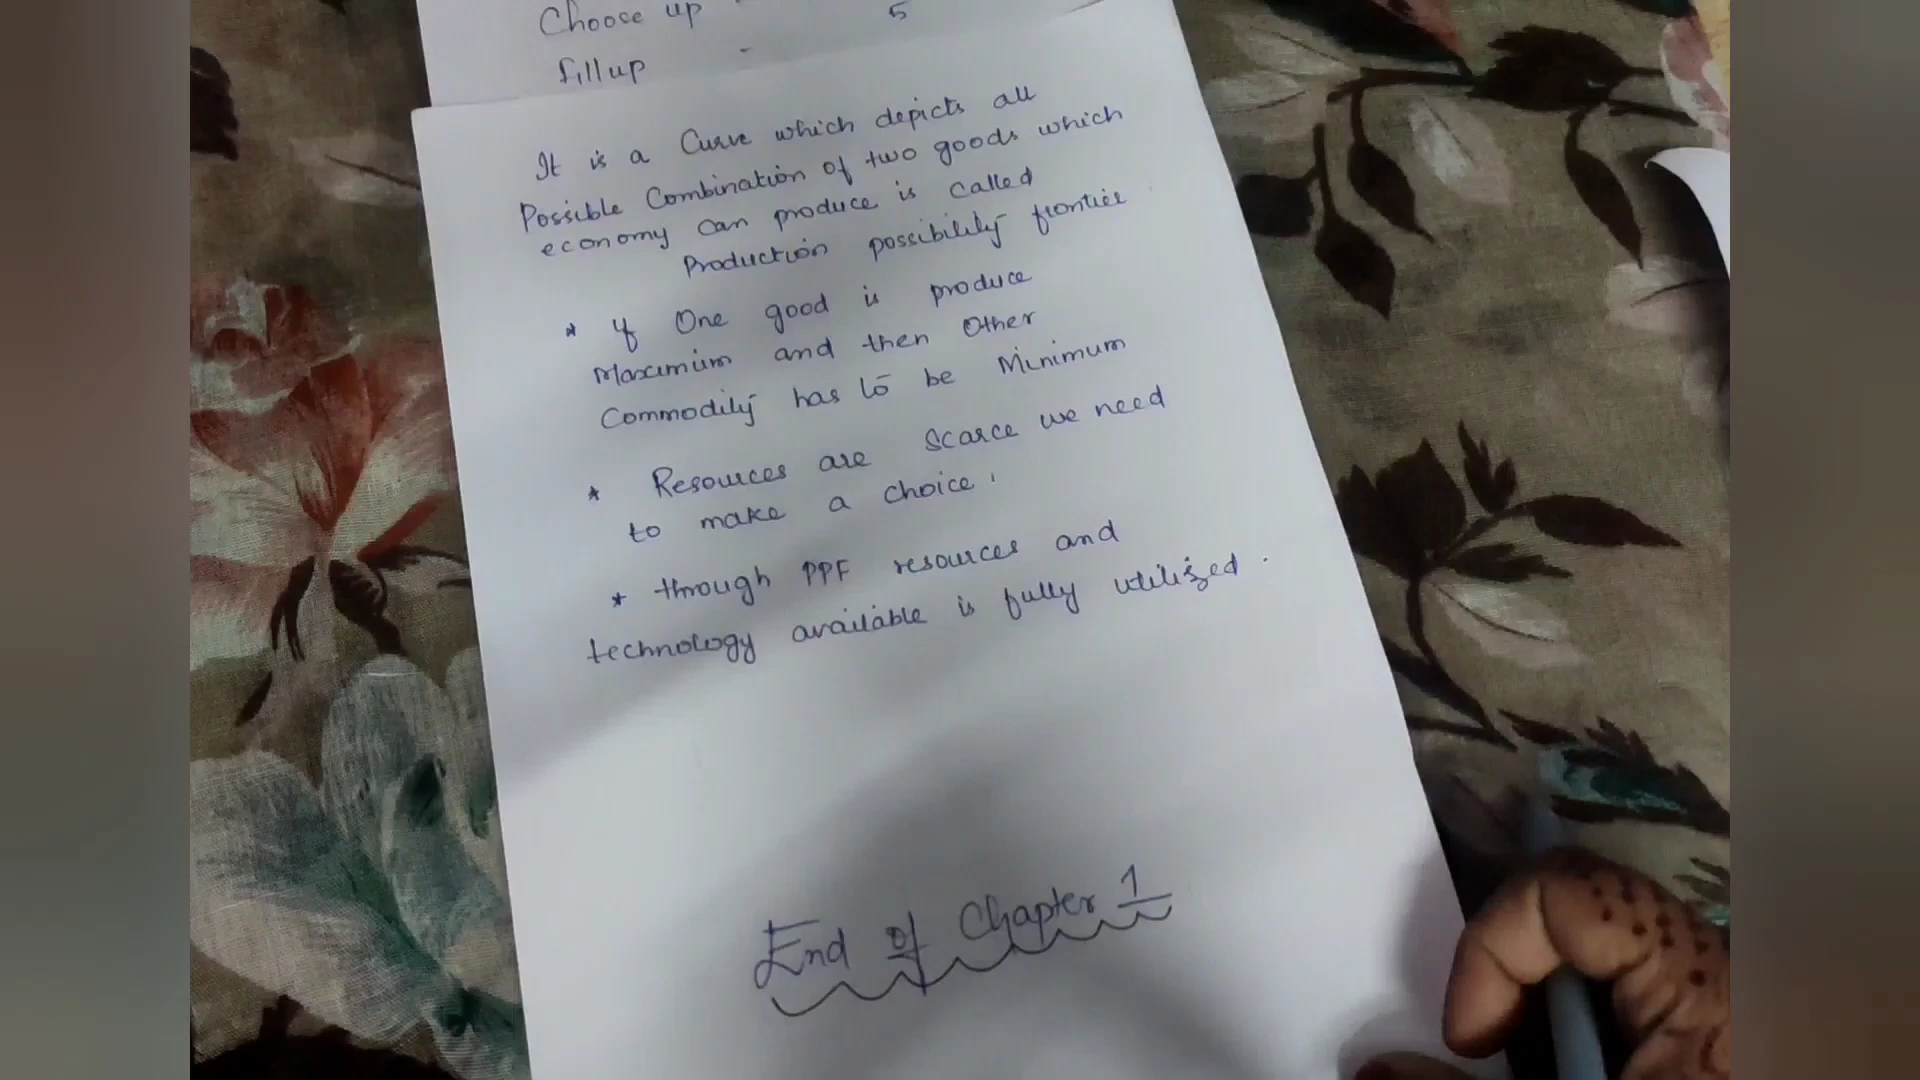 Choose up - 5
fill up -
It is a Curve which depicts all
Possible Combination of two goods which
economy can produce is called
Production possibility frontier
* If One good is produce
Maximum and then Other
Commodity has to be Minimum
* Resources are Scarce we need
to make a choice.
* through PPF resources and
technology available is fully utilized.
End of Chapter 1